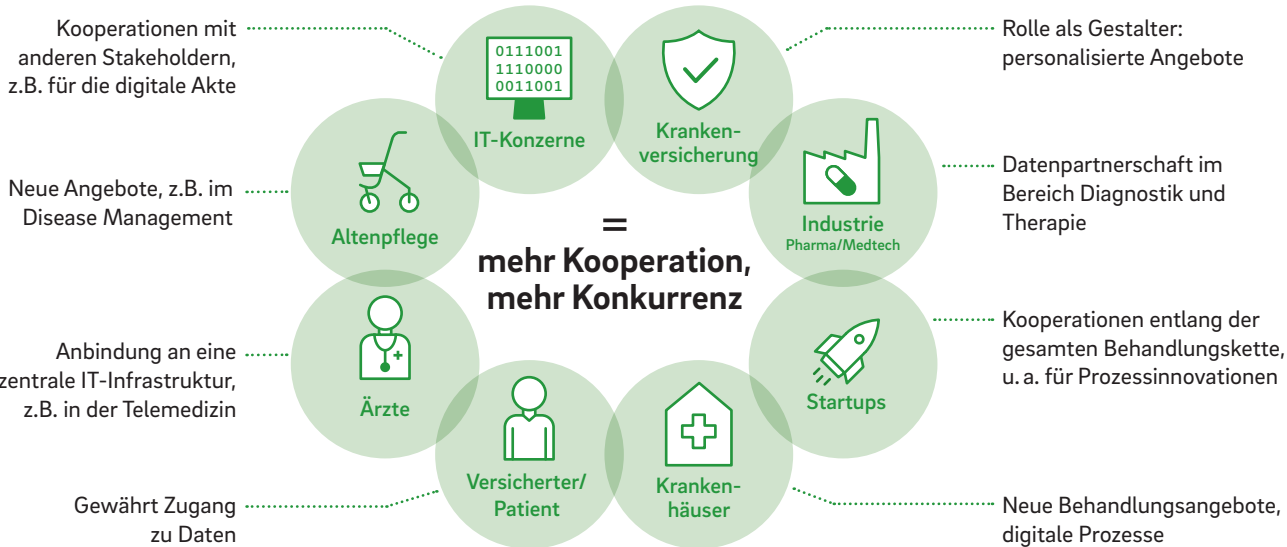 Kooperationen mit
anderen Stakeholdern,
z.B. für die digitale Akte
0111001
1110000
0011001
IT-Konzerne
Kranken-
versicherung
Rolle als Gestalter:
personalisierte Angebote
Neue Angebote, z.B. im
Disease Management
Altenpflege
Industrie
Pharma/Medtech
Datenpartnerschaft im
Bereich Diagnostik und
Therapie
=
mehr Kooperation,
mehr Konkurrenz
Anbindung an eine
zentrale IT-Infrastruktur,
z.B. in der Telemedizin
Ärzte
Startups
Kooperationen entlang der
gesamten Behandlungskette,
u. a. für Prozessinnovationen
Gewährt Zugang
zu Daten
Versicherter/
Patient
Kranken-
häuser
Neue Behandlungsangebote,
digitale Prozesse